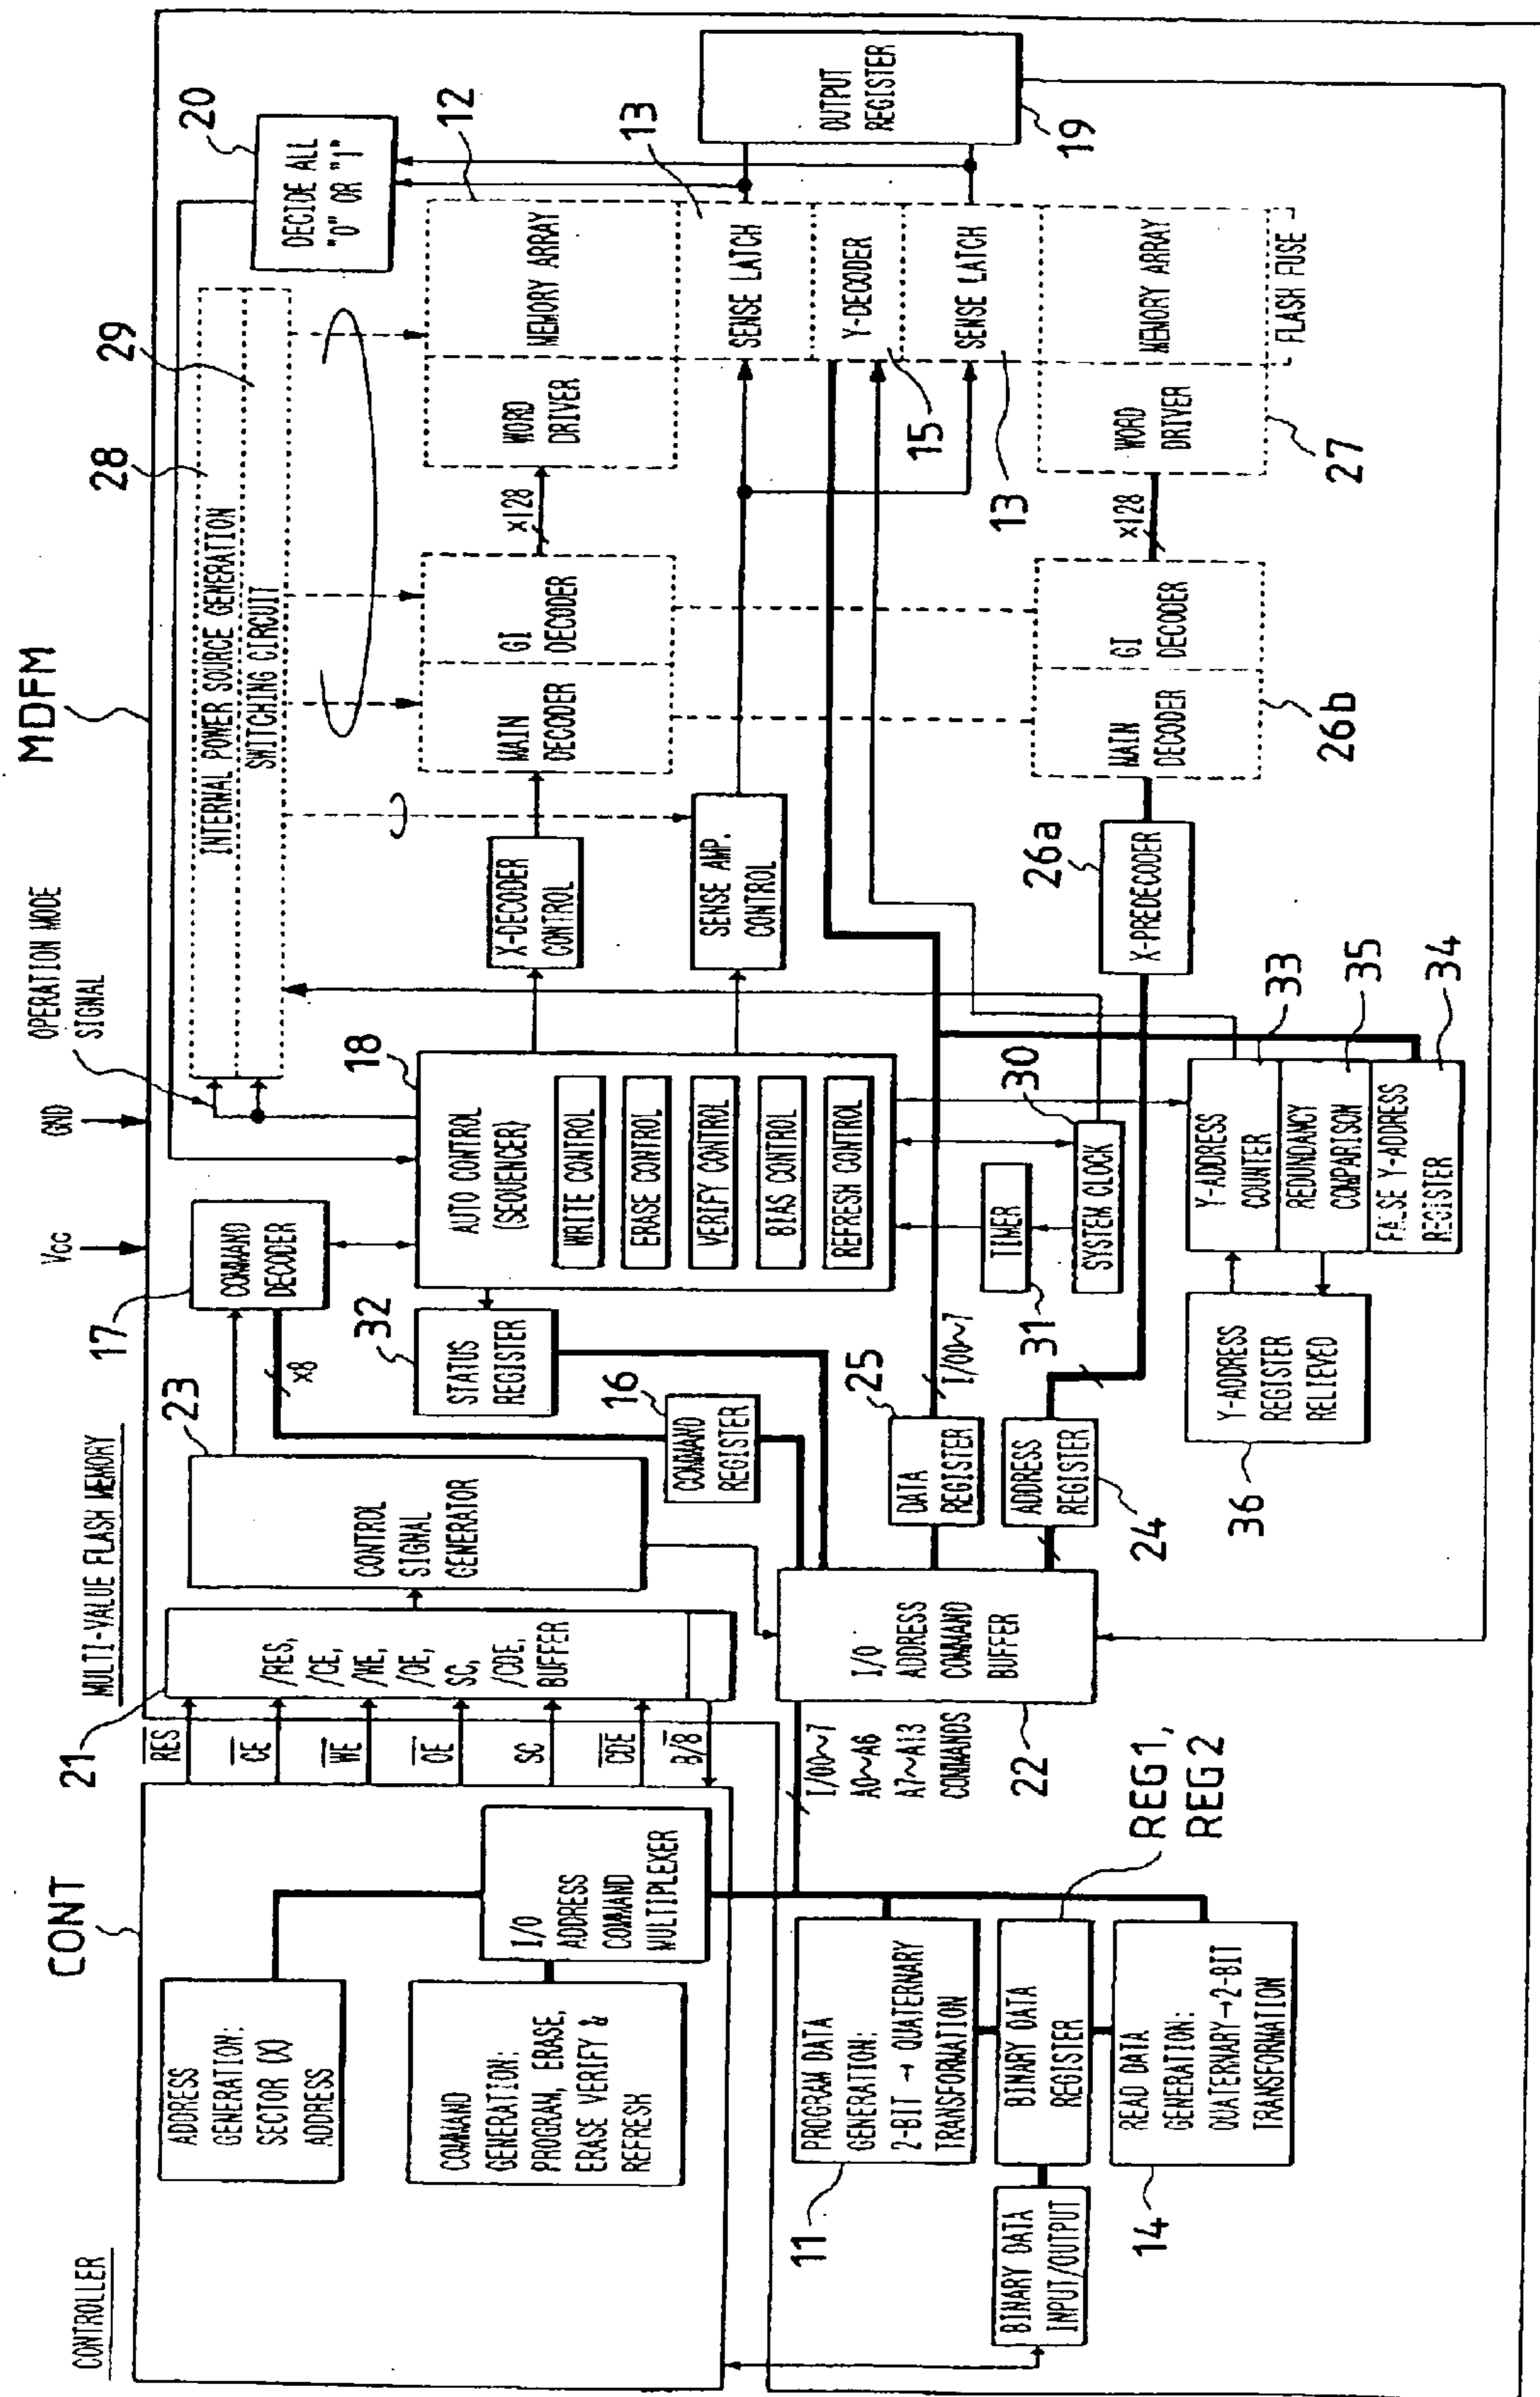 MDFM
CONT
CONTROLLER
MULTI-VALUE FLASH MEMORY
Vcc
GND
OPERATION MODE
SIGNAL
ADDRESS
GENERATION:
SECTOR (X)
ADDRESS
COMMAND
GENERATION:
PROGRAM, ERASE,
ERASE VERIFY &
REFRESH
I/O
ADDRESS
COMMAND
MULTIPLEXER
RES
CE
WE
OE
SC
CDE
21
/RES,
/CE,
/WE,
/OE,
SC,
/CDE,
BUFFER
23
CONTROL
SIGNAL
GENERATOR
17
COMMAND
DECODER
x8
32
STATUS
REGISTER
16
COMMAND
REGISTER
18
AUTO CONTROL
(SEQUENCER)
WRITE CONTROL
ERASE CONTROL
VERIFY CONTROL
BIAS CONTROL
REFRESH CONTROL
28
INTERNAL POWER SOURCE GENERATION
29
SWITCHING CIRCUIT
20
DECIDE ALL
"0" OR "1"
X-DECODER
CONTROL
SENSE AMP.
CONTROL
MAIN
DECODER
GI
DECODER
x128
WORD
DRIVER
12
MEMORY ARRAY
13
SENSE LATCH
Y-DECODER
15
SENSE LATCH
13
MEMORY ARRAY
FLASH FUSE
OUTPUT
REGISTER
19
WORD
DRIVER
27
x128
MAIN
DECODER
GI
DECODER
26b
26a
X-PREDECODER
30
SYSTEM CLOCK
31
TIMER
Y-ADDRESS
COUNTER
33
REDUNDANCY
COMPARISON
35
FALSE Y-ADDRESS
REGISTER
34
Y-ADDRESS
REGISTER
RELIEVED
36
25
DATA
REGISTER
I/O0~7
ADDRESS
REGISTER
24
I/O
ADDRESS
COMMAND
BUFFER
22
I/O0~7
A0~A6
A7~A13
COMMANDS
11
PROGRAM DATA
GENERATION:
2-BIT → QUATERNARY
TRANSFORMATION
BINARY DATA
REGISTER
REG1,
REG2
READ DATA
GENERATION:
QUATERNARY→2-BIT
TRANSFORMATION
14
BINARY DATA
INPUT/OUTPUT